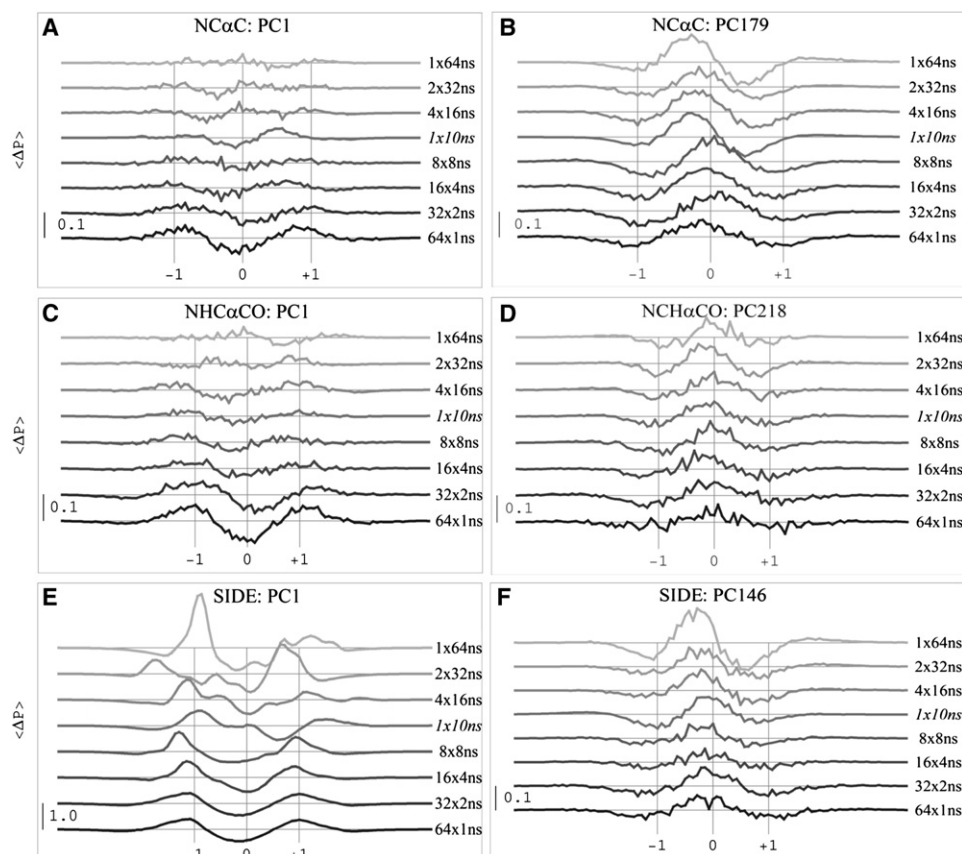 A
NCαC: PC1
1x64ns
2x32ns
4x16ns
1x10ns
8x8ns
16x4ns
32x2ns
64x1ns
<ΔP>
0.1
-1 0 +1
B
NCαC: PC179
1x64ns
2x32ns
4x16ns
1x10ns
8x8ns
16x4ns
32x2ns
64x1ns
0.1
-1 0 +1
C
NHCαCO: PC1
1x64ns
2x32ns
4x16ns
1x10ns
8x8ns
16x4ns
32x2ns
64x1ns
<ΔP>
0.1
-1 0 +1
D
NCHαCO: PC218
1x64ns
2x32ns
4x16ns
1x10ns
8x8ns
16x4ns
32x2ns
64x1ns
0.1
-1 0 +1
E
SIDE: PC1
1x64ns
2x32ns
4x16ns
1x10ns
8x8ns
16x4ns
32x2ns
64x1ns
<ΔP>
1.0
-1 0 +1
F
SIDE: PC146
1x64ns
2x32ns
4x16ns
1x10ns
8x8ns
16x4ns
32x2ns
64x1ns
0.1
-1 0 +1